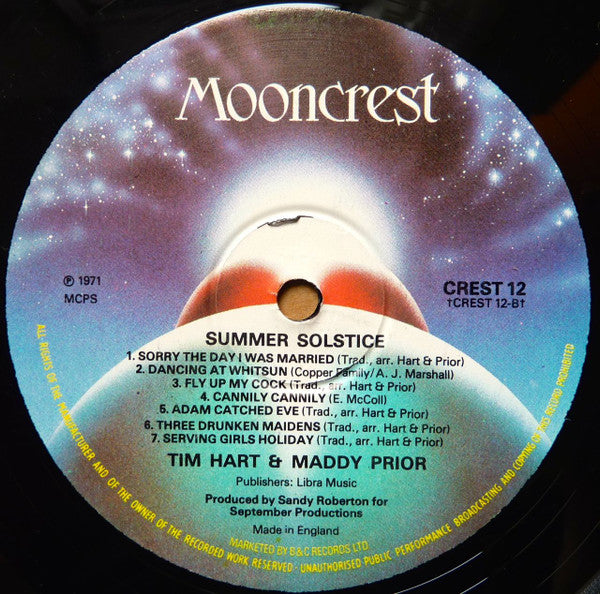 Mooncrest
℗ 1971
MCPS
CREST 12
†CREST 12-B†
SUMMER SOLSTICE
1. SORRY THE DAY I WAS MARRIED (Trad., arr. Hart & Prior)
2. DANCING AT WHITSUN (Copper Family/A. J. Marshall)
3. FLY UP MY COCK (Trad., arr. Hart & Prior)
4. CANNILY CANNILY (E. McColl)
5. ADAM CATCHED EVE (Trad., arr. Hart & Prior)
6. THREE DRUNKEN MAIDENS (Trad., arr. Hart & Prior)
7. SERVING GIRLS HOLIDAY (Trad., arr. Hart & Prior)
TIM HART & MADDY PRIOR
Publishers: Libra Music
Produced by Sandy Roberton for
September Productions
Made in England
MARKETED BY B&C RECORDS LTD
ALL RIGHTS OF THE MANUFACTURER AND OF THE OWNER OF THE RECORDED WORK RESERVED - UNAUTHORISED PUBLIC PERFORMANCE BROADCASTING AND COPYING OF THIS RECORD PROHIBITED